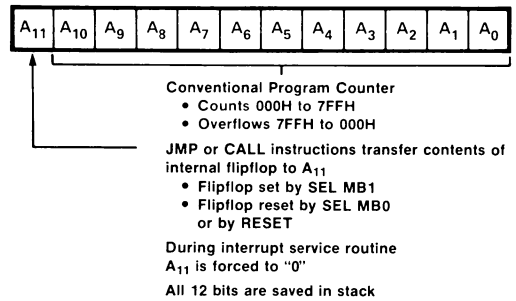 A11 A10 A9 A8 A7 A6 A5 A4 A3 A2 A1 A0
Conventional Program Counter
• Counts 000H to 7FFH
• Overflows 7FFH to 000H
JMP or CALL instructions transfer contents of
internal flipflop to A11
• Flipflop set by SEL MB1
• Flipflop reset by SEL MB0
or by RESET
During interrupt service routine
A11 is forced to “0”
All 12 bits are saved in stack